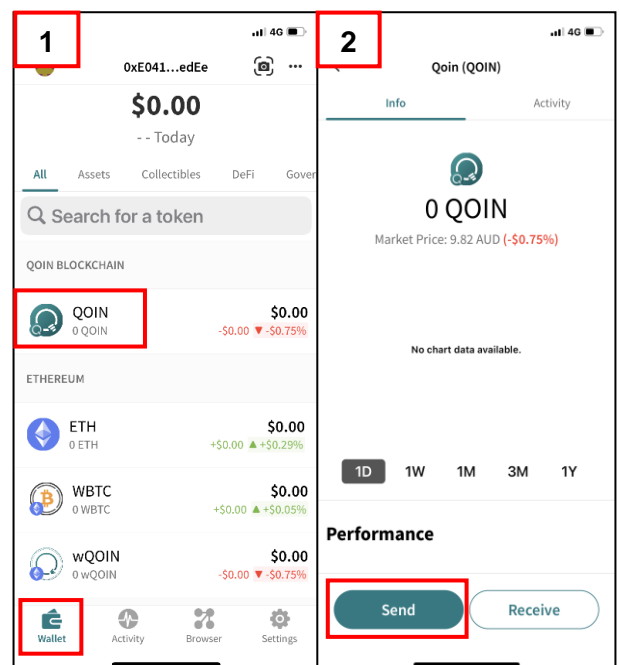 1
4G
0xE041...edEe
$0.00
- - Today
All Assets Collectibles DeFi Gover
Search for a token
QOIN BLOCKCHAIN
QOIN $0.00
0 QOIN -$0.00 ▼ -$0.75%
ETHEREUM
ETH $0.00
0 ETH +$0.00 ▲ +$0.29%
WBTC $0.00
0 WBTC +$0.00 ▲ +$0.05%
wQOIN $0.00
0 wQOIN -$0.00 ▼ -$0.75%
Wallet Activity Browser Settings
2
4G
Qoin (QOIN)
Info Activity
0 QOIN
Market Price: 9.82 AUD (-$0.75%)
No chart data available.
1D 1W 1M 3M 1Y
Performance
Send Receive